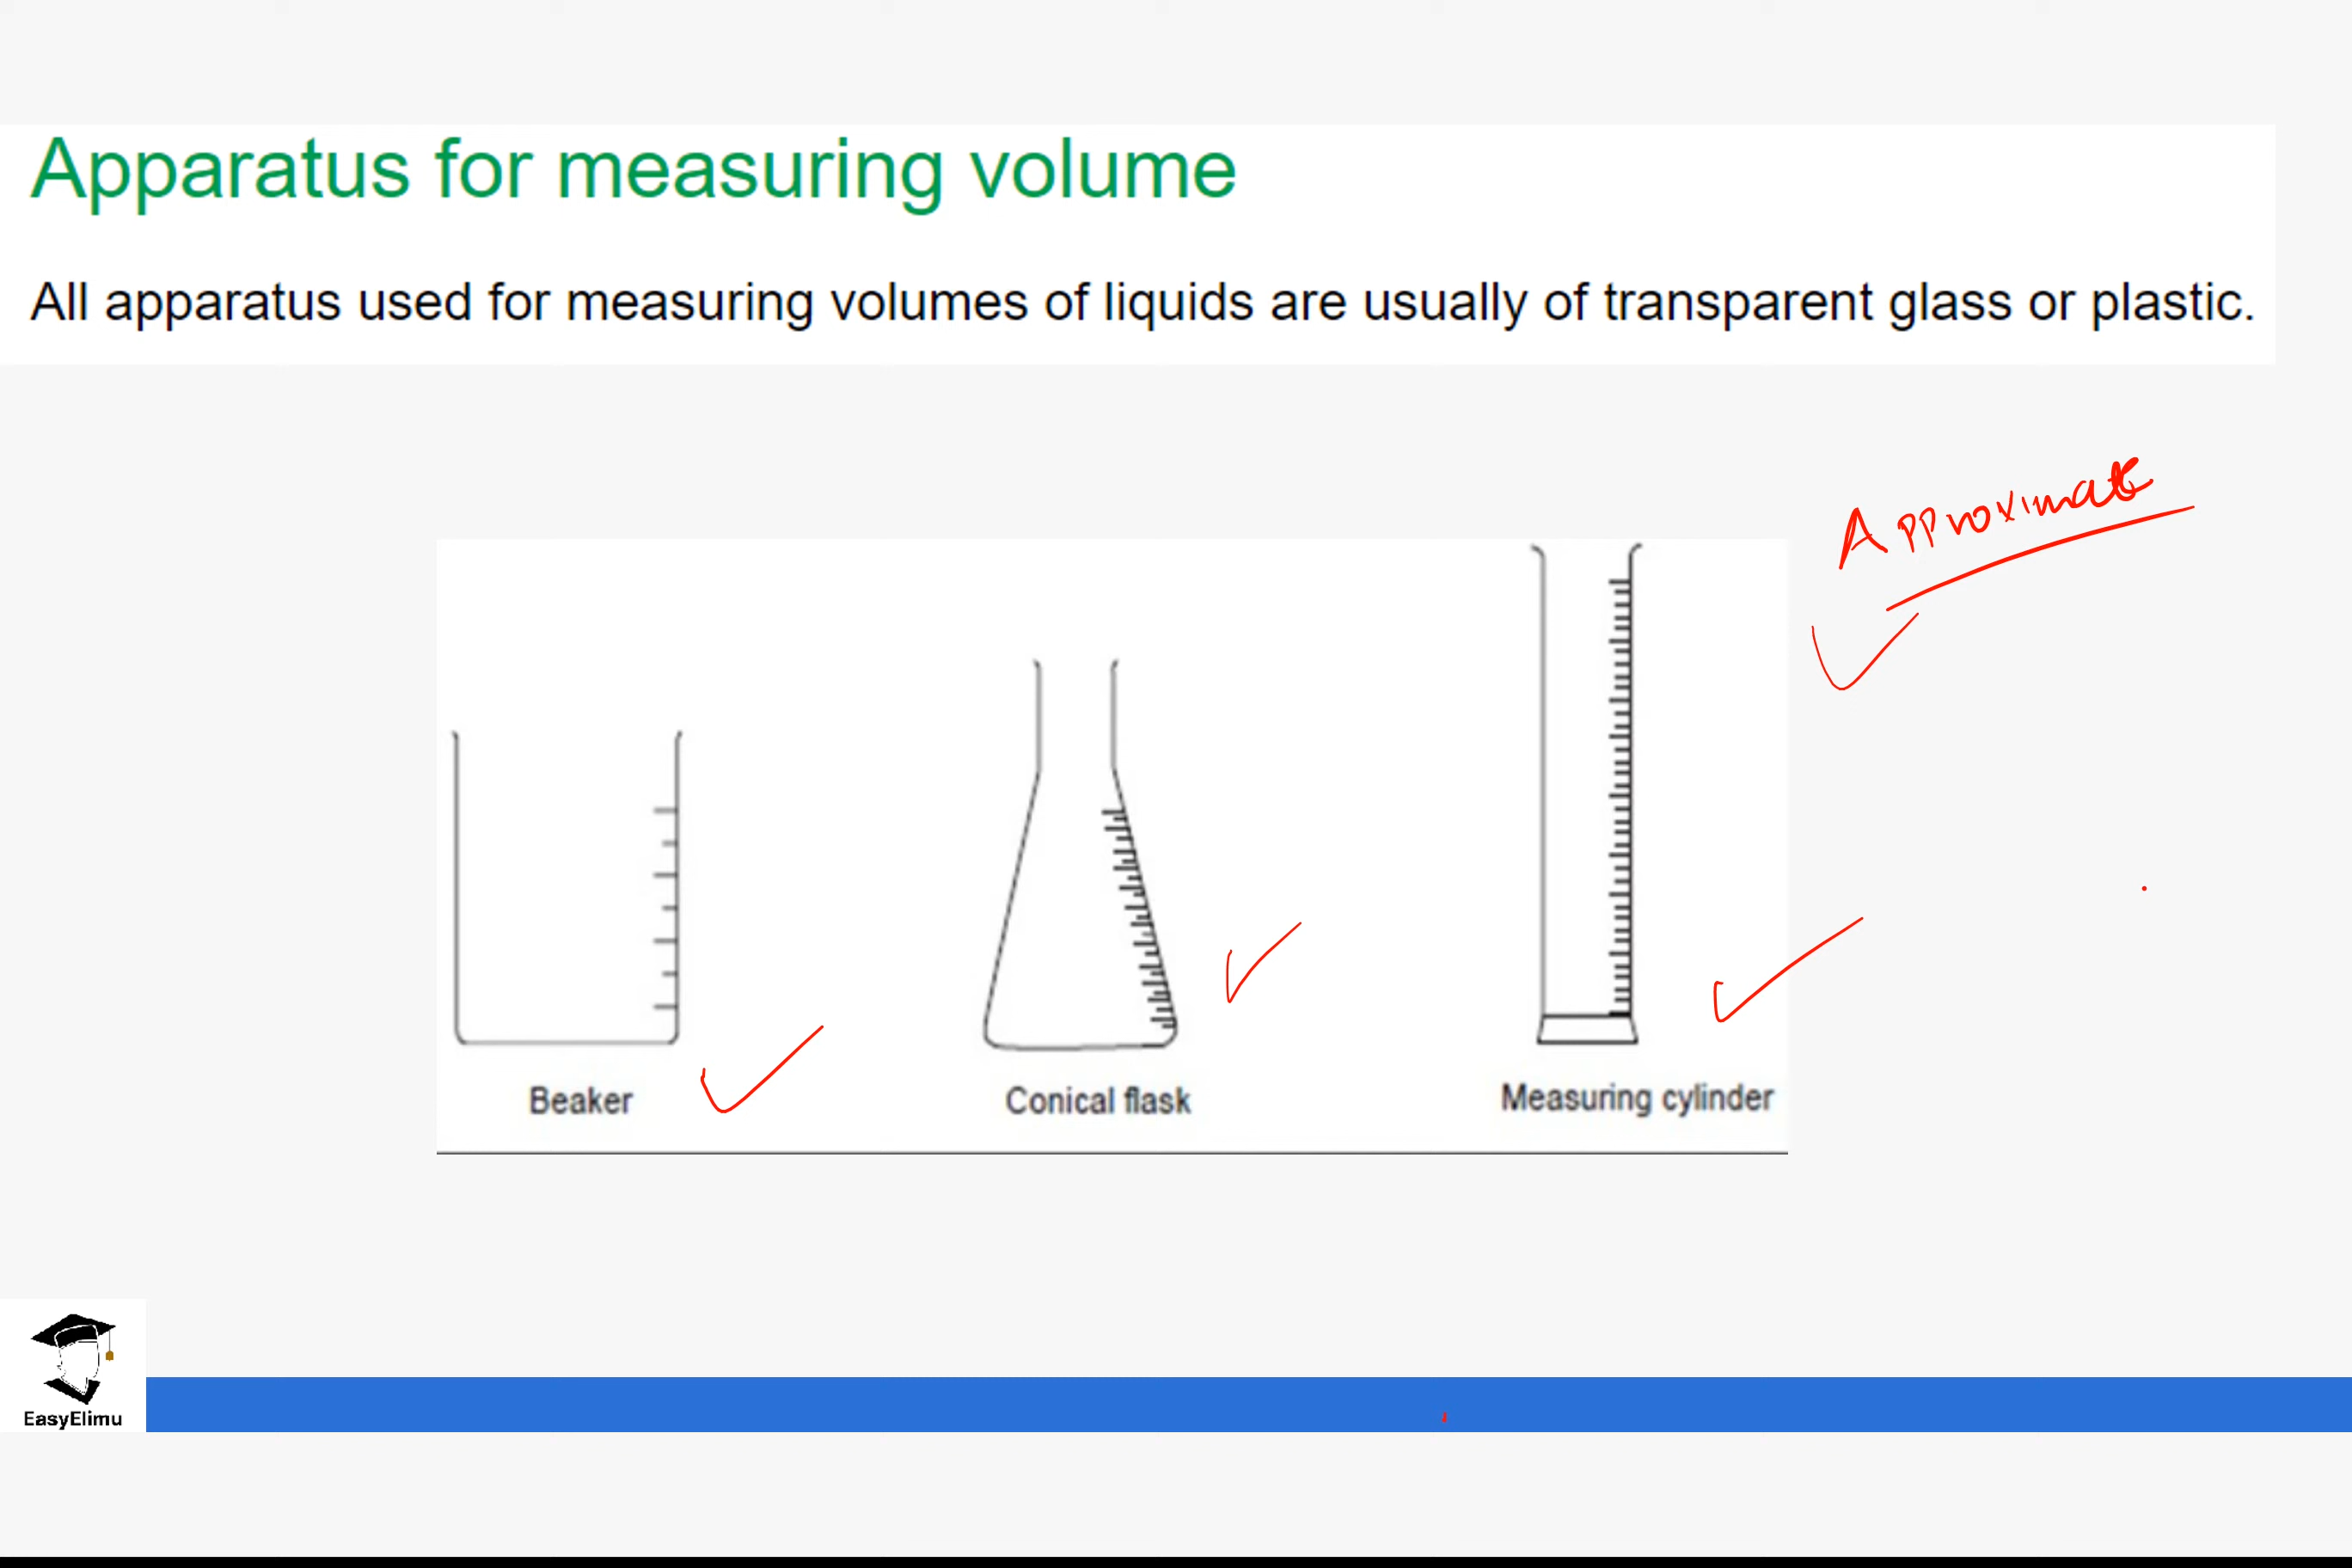 Apparatus for measuring volume
All apparatus used for measuring volumes of liquids are usually of transparent glass or plastic.
Approximate
Beaker
Conical flask
Measuring cylinder
EasyElimu